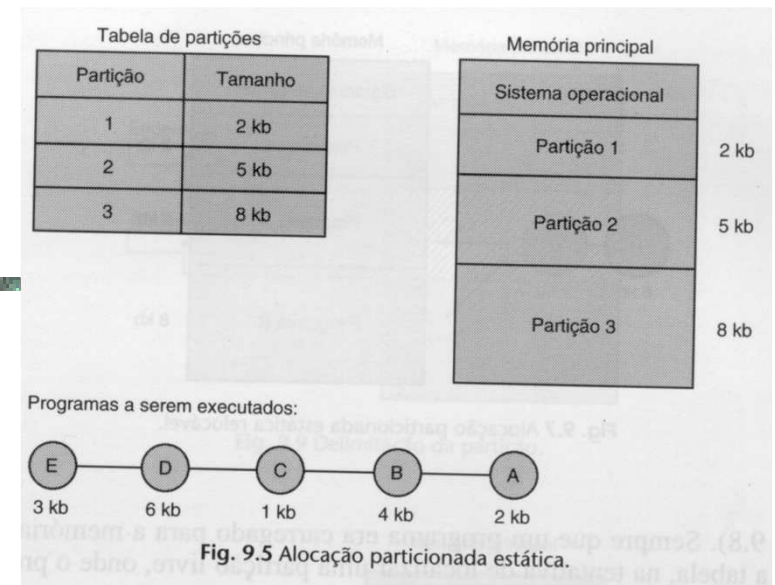 Tabela de partições
Partição Tamanho
1 2 kb
2 5 kb
3 8 kb
Memória principal
Sistema operacional
Partição 1 2 kb
Partição 2 5 kb
Partição 3 8 kb
Programas a serem executados:
E D C B A
3 kb 6 kb 1 kb 4 kb 2 kb
Fig. 9.5 Alocação particionada estática.